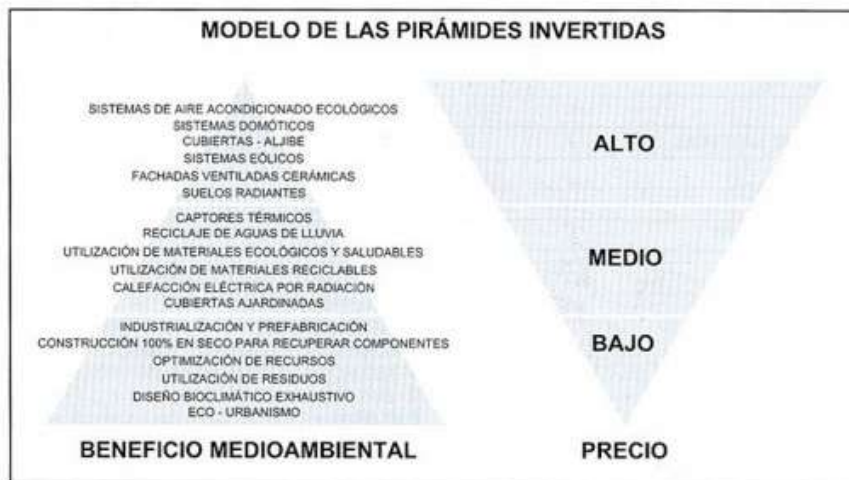 MODELO DE LAS PIRÁMIDES INVERTIDAS
SISTEMAS DE AIRE ACONDICIONADO ECOLÓGICOS
SISTEMAS DOMÓTICOS
CUBIERTAS - ALJIBE
SISTEMAS EÓLICOS
FACHADAS VENTILADAS CERÁMICAS
SUELOS RADIANTES
CAPTORES TÉRMICOS
RECICLAJE DE AGUAS DE LLUVIA
UTILIZACIÓN DE MATERIALES ECOLÓGICOS Y SALUDABLES
UTILIZACIÓN DE MATERIALES RECICLABLES
CALEFACCIÓN ELÉCTRICA POR RADIACIÓN
CUBIERTAS AJARDINADAS
INDUSTRIALIZACIÓN Y PREFABRICACIÓN
CONSTRUCCIÓN 100% EN SECO PARA RECUPERAR COMPONENTES
OPTIMIZACIÓN DE RECURSOS
UTILIZACIÓN DE RESIDUOS
DISEÑO BIOCLIMÁTICO EXHAUSTIVO
ECO - URBANISMO
BENEFICIO MEDIOAMBIENTAL
ALTO
MEDIO
BAJO
PRECIO